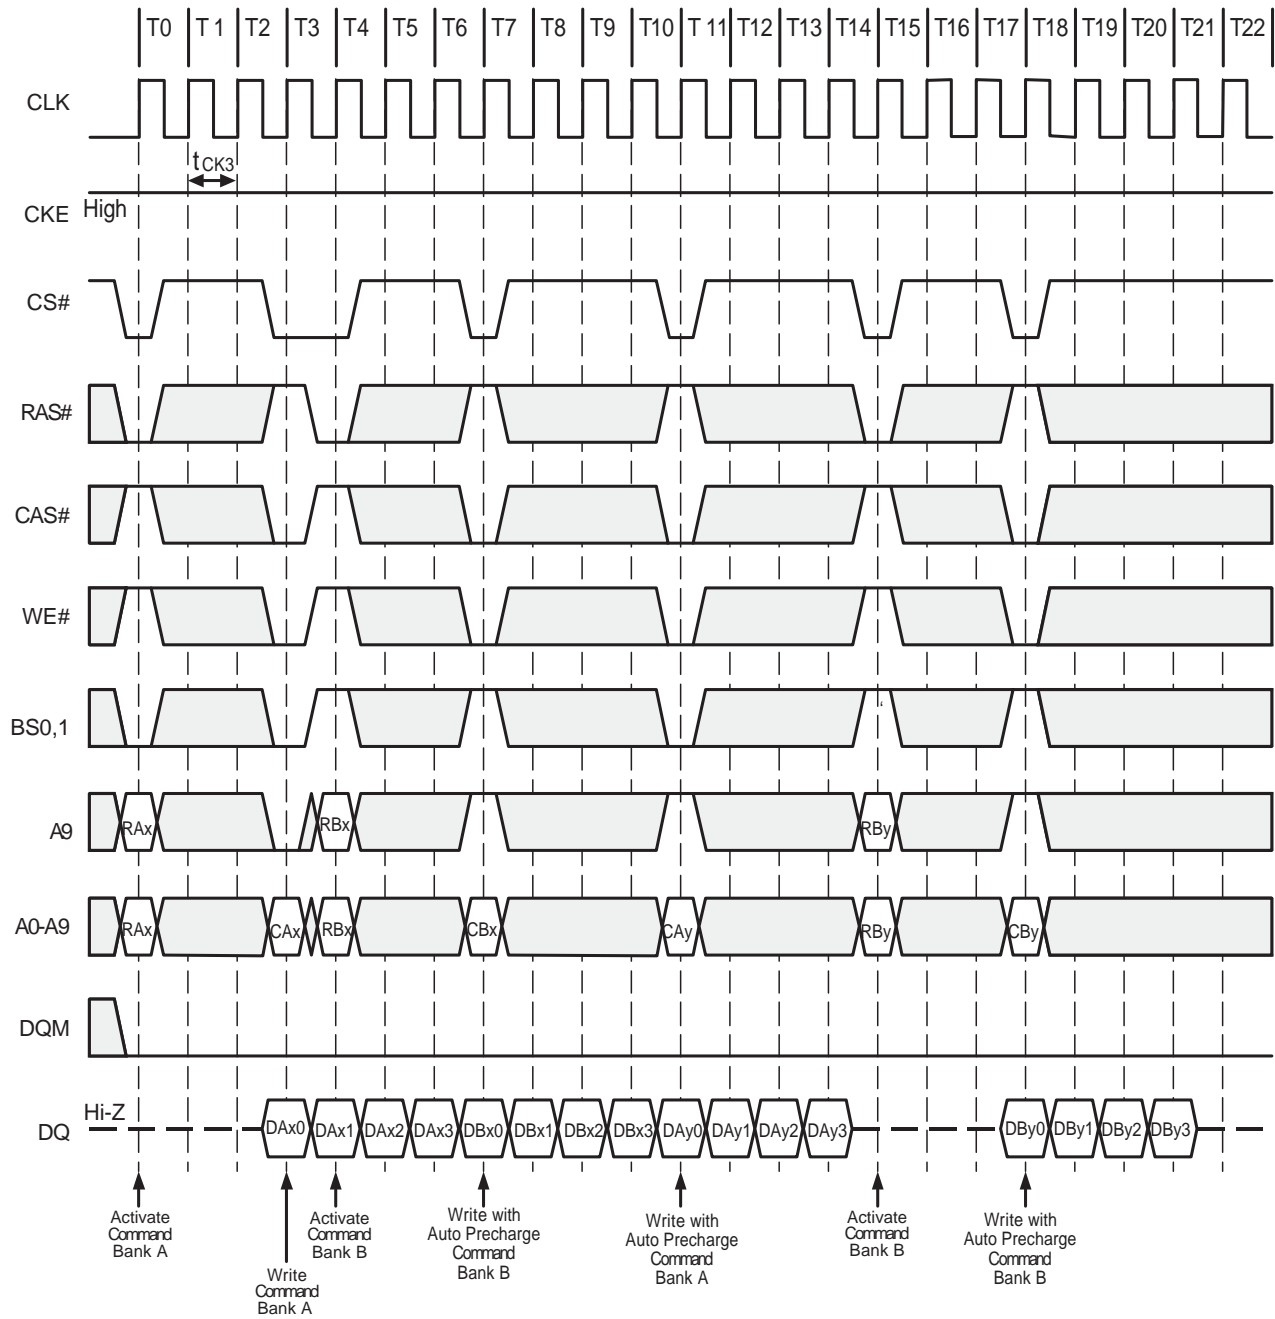 T0 T 1 T2 T3 T4 T5 T6 T7 T8 T9 T10 T 11 T12 T13 T14 T15 T16 T17 T18 T19 T20 T21 T22
CLK
tCK3
CKE High
CS#
RAS#
CAS#
WE#
BS0,1
A9 RAx RBx RBy
A0-A9 RAx CAx RBx CBx CAy RBy CBy
DQM
DQ Hi-Z DAx0 DAx1 DAx2 DAx3 DBx0 DBx1 DBx2 DBx3 DAy0 DAy1 DAy2 DAy3 DBy0 DBy1 DBy2 DBy3
Activate
Command
Bank A
Write
Command
Bank A
Activate
Command
Bank B
Write with
Auto Precharge
Command
Bank B
Write with
Auto Precharge
Command
Bank A
Activate
Command
Bank B
Write with
Auto Precharge
Command
Bank B